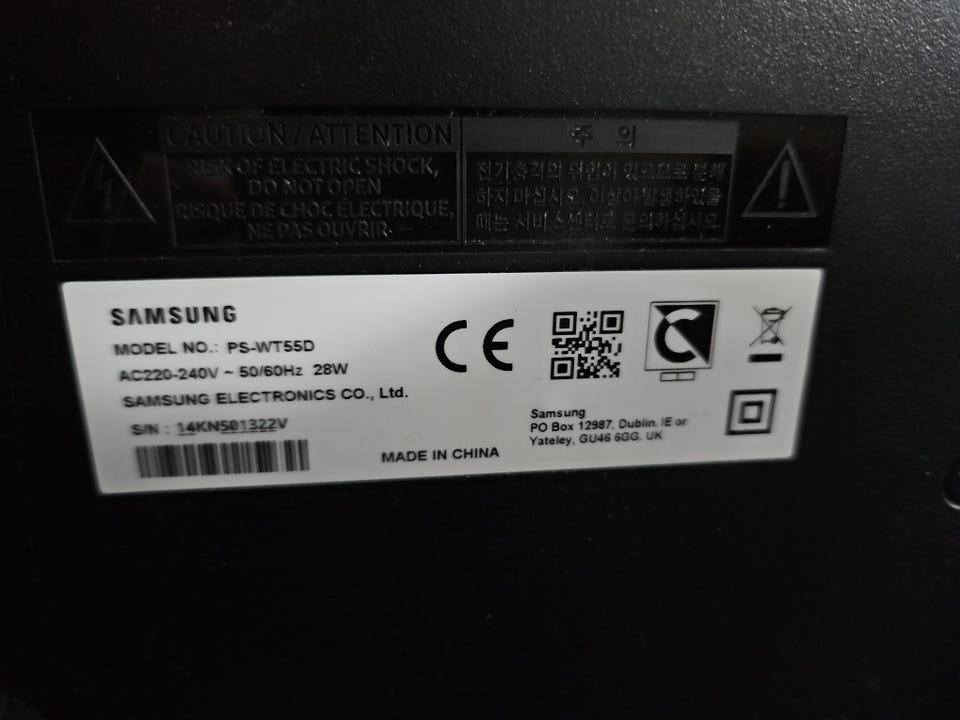 CAUTION / ATTENTION
RISK OF ELECTRIC SHOCK,
DO NOT OPEN
RISQUE DE CHOC ÉLECTRIQUE,
NE PAS OUVRIR
주 의
전기충격의 위험이 있으므로 분해
하지 마십시오. 이상이 발생하였을
때는 서비스센터로 문의하십시오.
SAMSUNG
MODEL NO.: PS-WT55D
AC220-240V ~ 50/60Hz 28W
SAMSUNG ELECTRONICS CO., Ltd.
S/N : 14KN501322V
MADE IN CHINA
CE
Samsung
PO Box 12987, Dublin. IE or
Yateley, GU46 6GG. UK